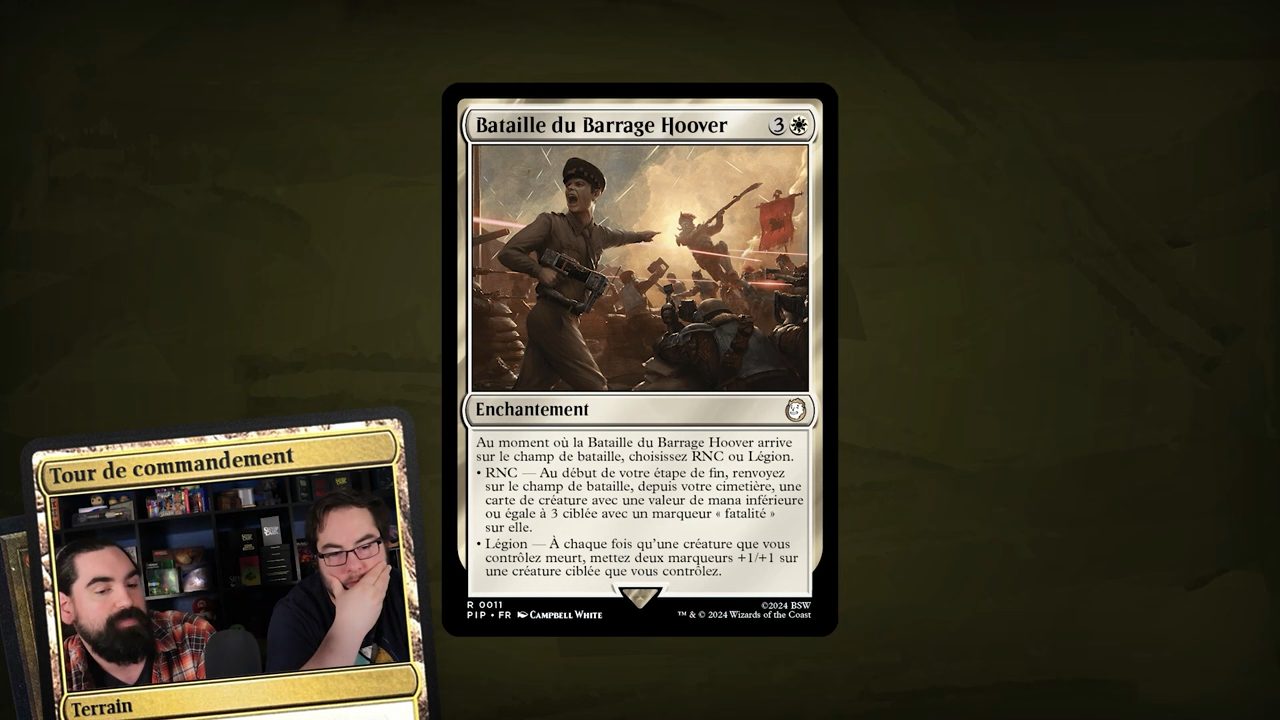 Bataille du Barrage Hoover
3
Enchantement
Au moment où la Bataille du Barrage Hoover arrive
sur le champ de bataille, choisissez RNC ou Légion.
• RNC — Au début de votre étape de fin, renvoyez
sur le champ de bataille, depuis votre cimetière, une
carte de créature avec une valeur de mana inférieure
ou égale à 3 ciblée avec un marqueur « fatalité »
sur elle.
• Légion — À chaque fois qu'une créature que vous
contrôlez meurt, mettez deux marqueurs +1/+1 sur
une créature ciblée que vous contrôlez.
R 0011
PIP • FR CAMPBELL WHITE
©2024 BSW
™ & © 2024 Wizards of the Coast
Tour de commandement
Terrain